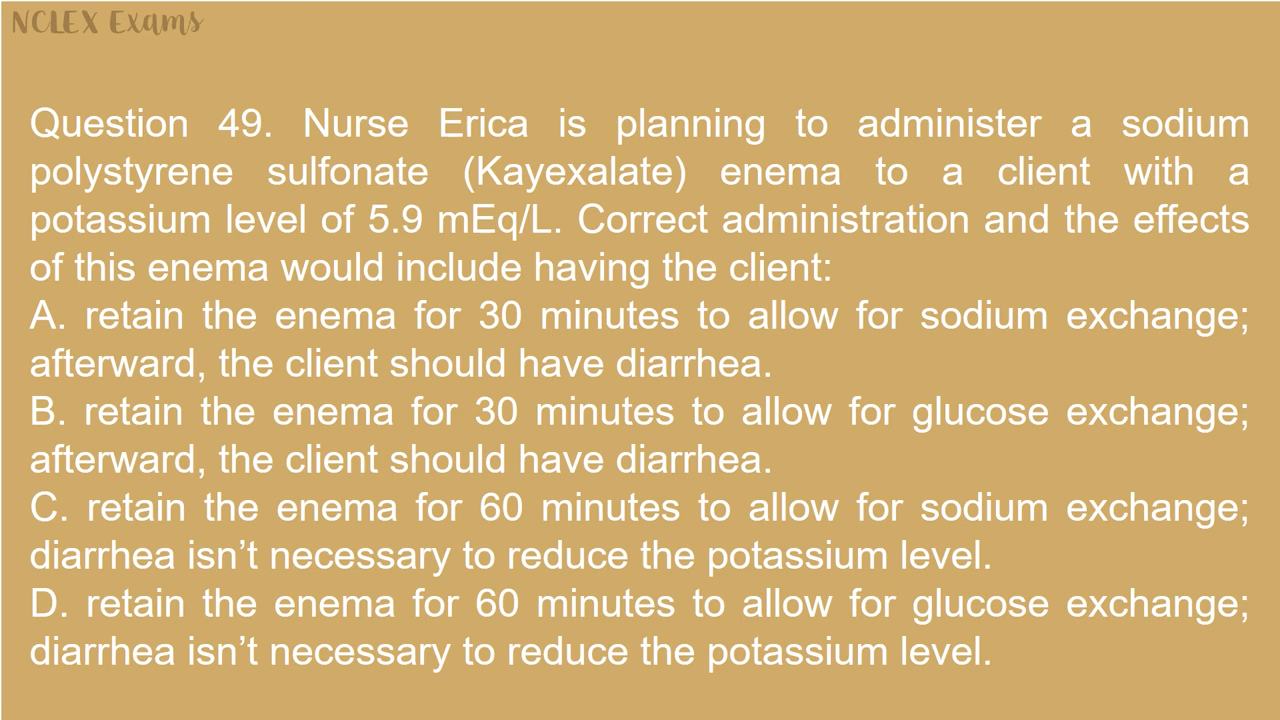 NCLEX Exams
Question 49. Nurse Erica is planning to administer a sodium
polystyrene sulfonate (Kayexalate) enema to a client with a
potassium level of 5.9 mEq/L. Correct administration and the effects
of this enema would include having the client:
A. retain the enema for 30 minutes to allow for sodium exchange;
afterward, the client should have diarrhea.
B. retain the enema for 30 minutes to allow for glucose exchange;
afterward, the client should have diarrhea.
C. retain the enema for 60 minutes to allow for sodium exchange;
diarrhea isn’t necessary to reduce the potassium level.
D. retain the enema for 60 minutes to allow for glucose exchange;
diarrhea isn’t necessary to reduce the potassium level.